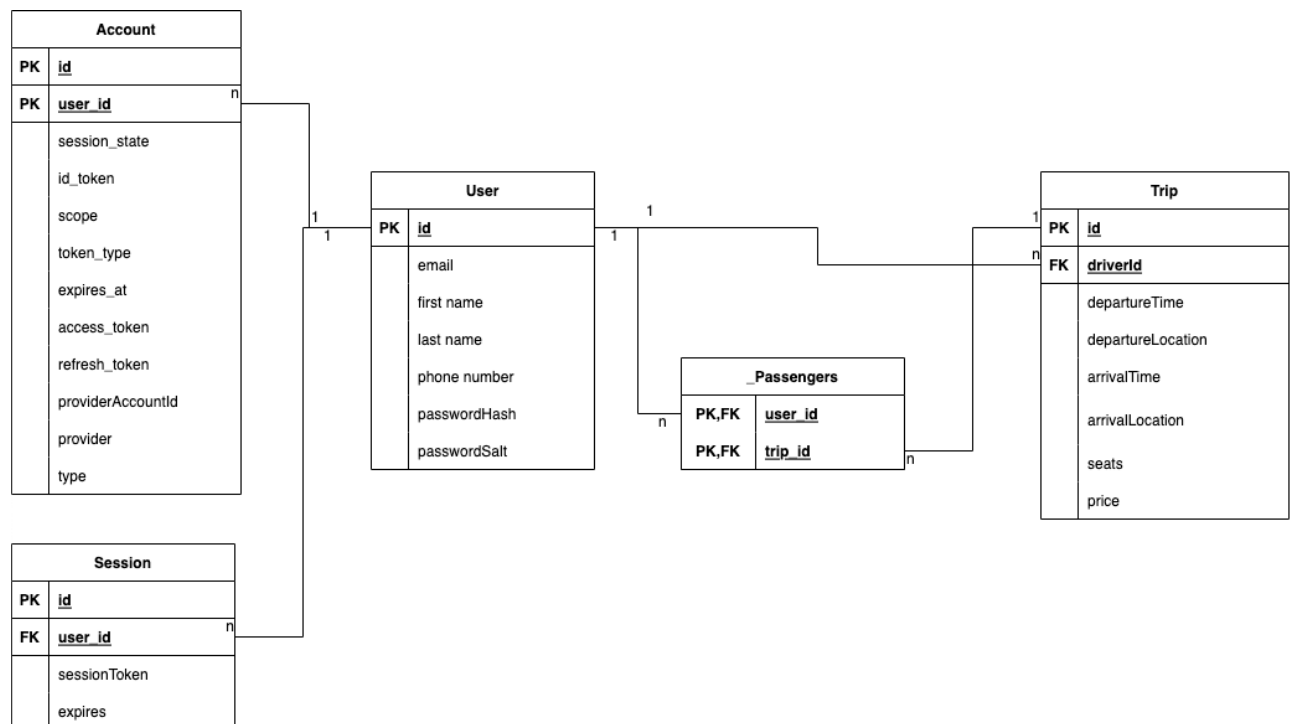 Account
PK id
PK user_id
n
session_state
id_token
scope
token_type
expires_at
access_token
refresh_token
providerAccountId
provider
type
1
1
User
PK id
email
first name
last name
phone number
passwordHash
passwordSalt
1
1
n
_Passengers
PK,FK user_id
PK,FK trip_id
n
1
n
Trip
PK id
FK driverId
departureTime
departureLocation
arrivalTime
arrivalLocation
seats
price
Session
PK id
FK user_id
n
sessionToken
expires